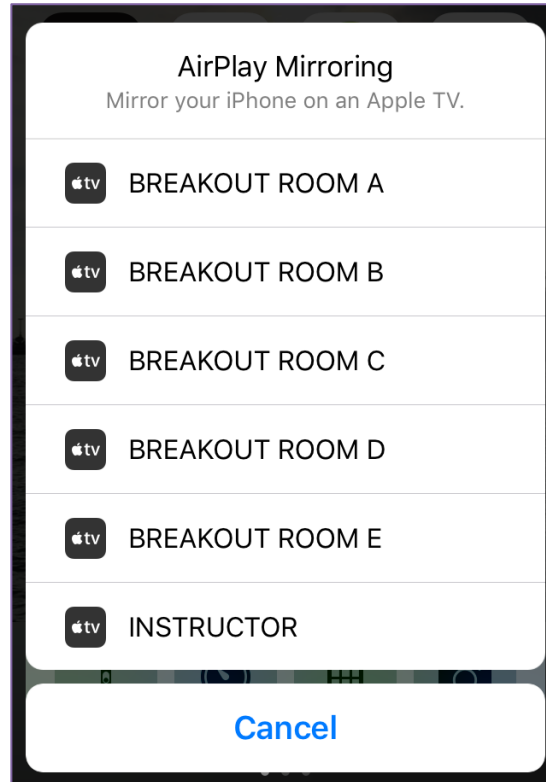 AirPlay Mirroring
Mirror your iPhone on an Apple TV.
tv BREAKOUT ROOM A
tv BREAKOUT ROOM B
tv BREAKOUT ROOM C
tv BREAKOUT ROOM D
tv BREAKOUT ROOM E
tv INSTRUCTOR
Cancel